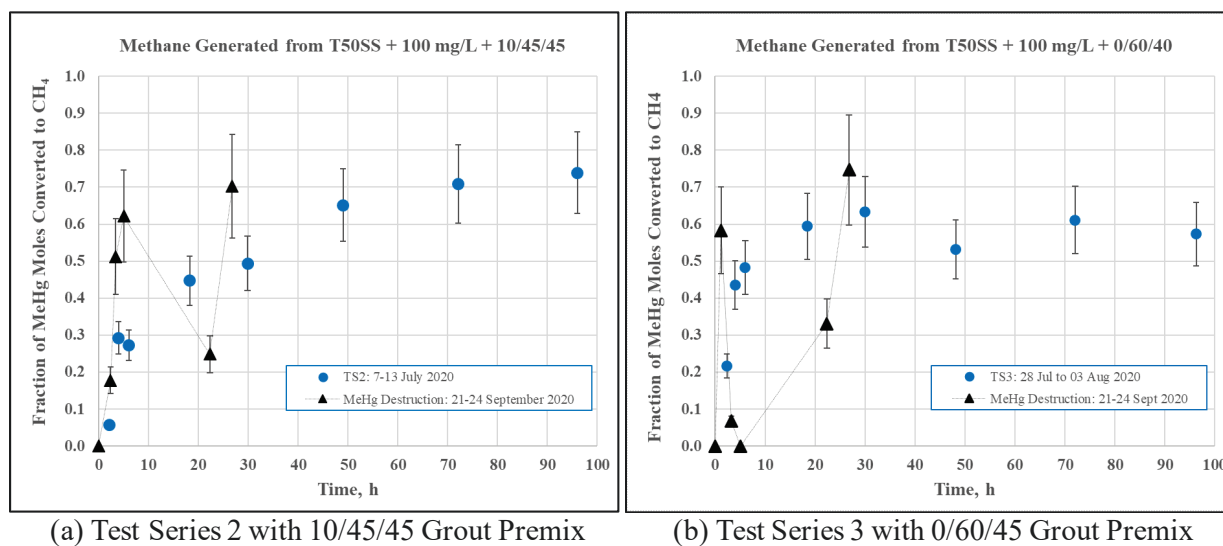 Methane Generated from T50SS + 100 mg/L + 10/45/45
Fraction of MeHg Moles Converted to CH4
1.0
0.9
0.8
0.7
0.6
0.5
0.4
0.3
0.2
0.1
0.0
TS2: 7-13 July 2020
MeHg Destruction: 21-24 September 2020
0 10 20 30 40 50 60 70 80 90 100
Time, h
(a) Test Series 2 with 10/45/45 Grout Premix
Methane Generated from T50SS + 100 mg/L + 0/60/40
Fraction of MeHg Moles Converted to CH4
1.0
0.9
0.8
0.7
0.6
0.5
0.4
0.3
0.2
0.1
0.0
TS3: 28 Jul to 03 Aug 2020
MeHg Destruction: 21-24 Sept 2020
0 10 20 30 40 50 60 70 80 90 100
Time, h
(b) Test Series 3 with 0/60/45 Grout Premix